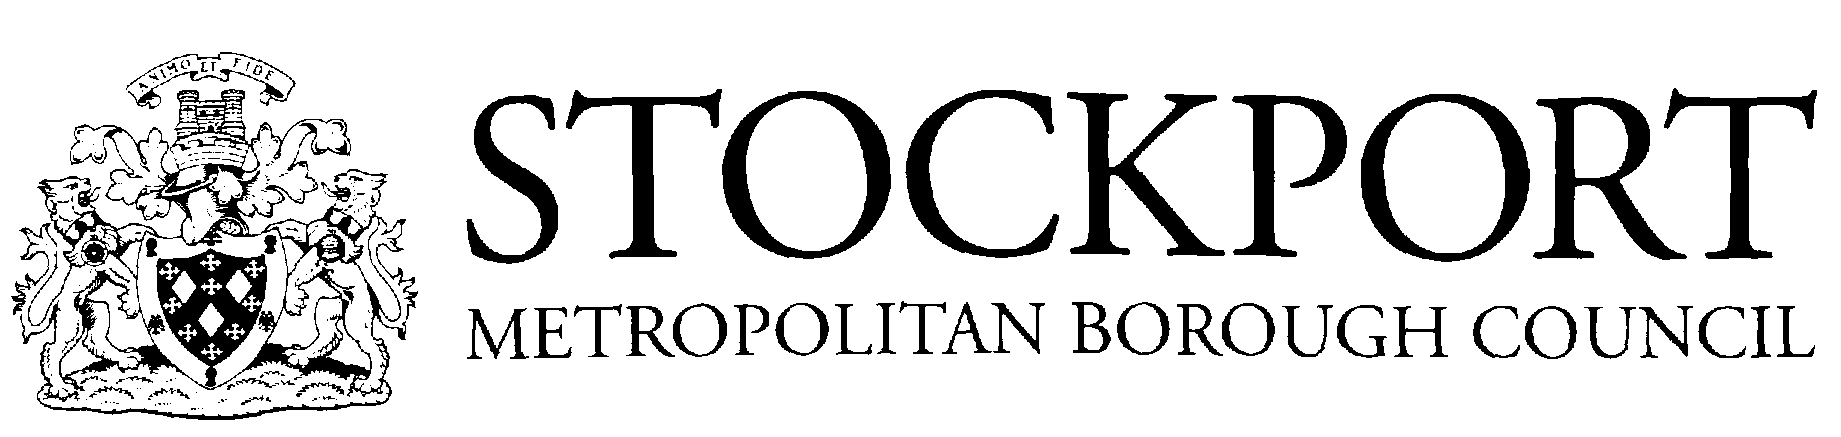 ANIMO ET FIDE
STOCKPORT
METROPOLITAN BOROUGH COUNCIL